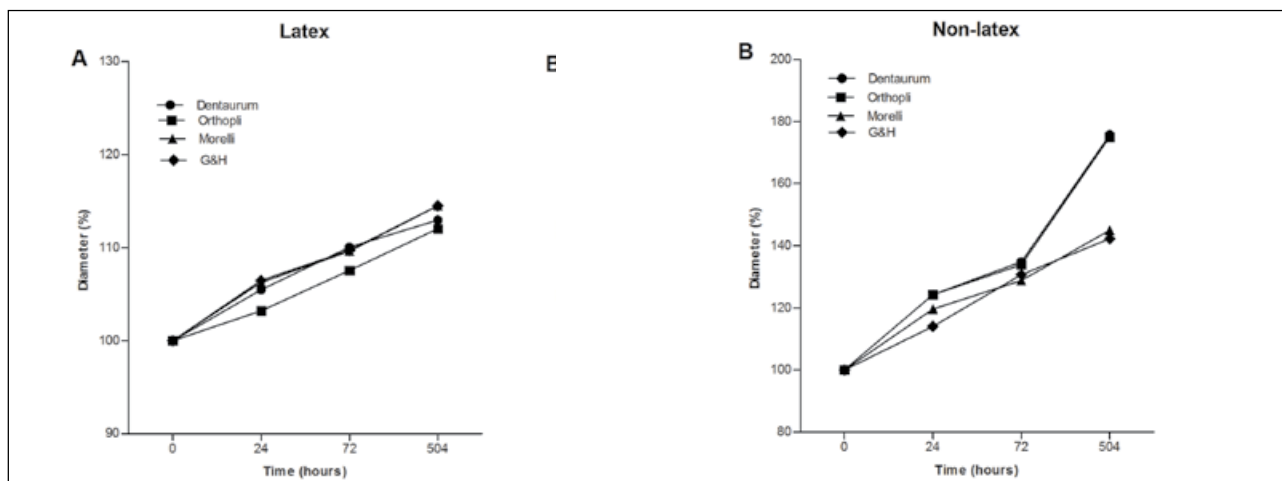 Latex
A
130
120
110
100
90
Diameter (%)
Dentaurum
Orthopli
Morelli
G&H
0 24 72 504
Time (hours)
E
Non-latex
B
200
180
160
140
120
100
80
Diameter (%)
Dentaurum
Orthopli
Morelli
G&H
0 24 72 504
Time (hours)